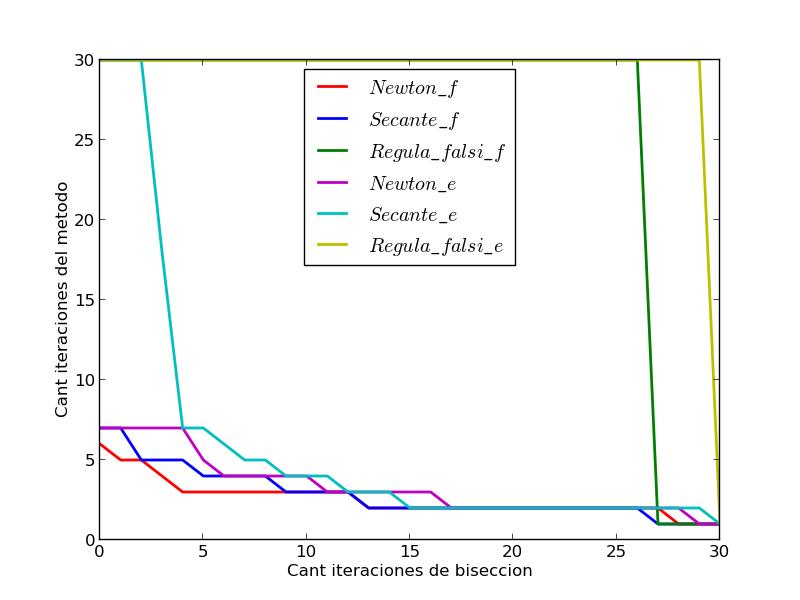 30
25
20
15
10
5
0
Cant iteraciones del metodo
Newton_f
Secante_f
Regula_falsi_f
Newton_e
Secante_e
Regula_falsi_e
0 5 10 15 20 25 30
Cant iteraciones de biseccion